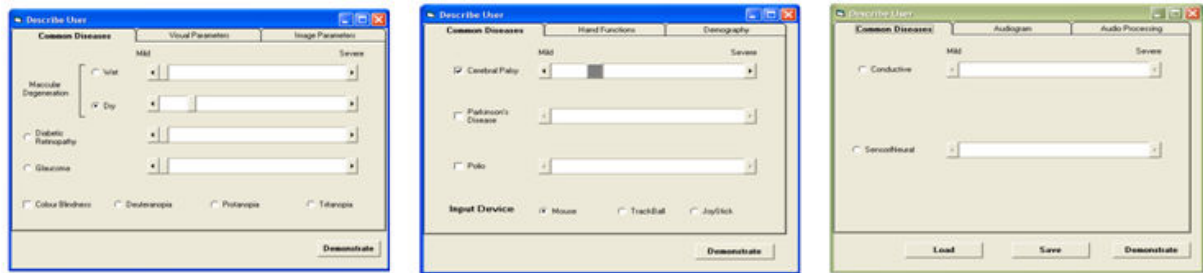 Describe User
Common Diseases Visual Parameters Image Parameters
Mild Severe
Maccular Degeneration
Wet
Dry
Diabetic Retinopathy
Glaucoma
Colour Blindness Deuteranopia Protanopia Tritanopia
Demonstrate
Describe User
Common Diseases Hand Functions Demography
Mild Severe
Cerebral Palsy
Parkinson's Disease
Polio
Input Device Mouse TrackBall JoyStick
Demonstrate
Describe User
Common Diseases Audiogram Audio Processing
Mild Severe
Conductive
SensoriNeural
Load Save Demonstrate